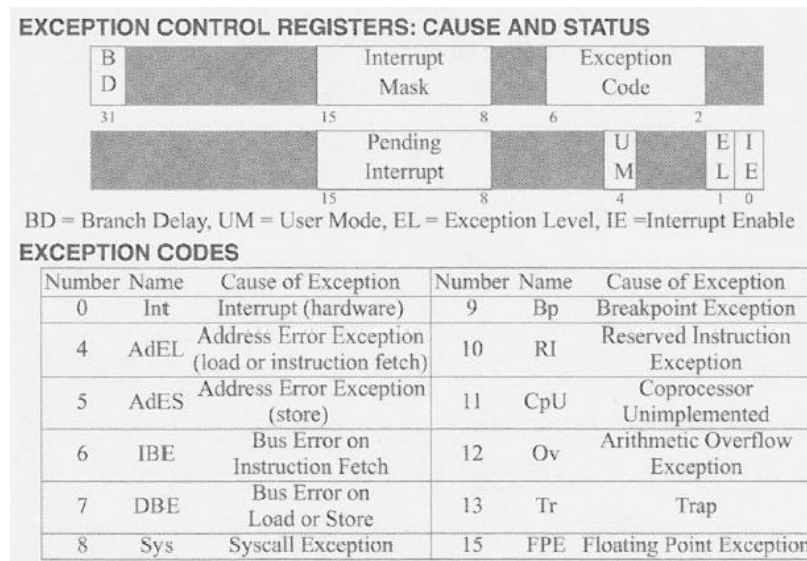 EXCEPTION CONTROL REGISTERS: CAUSE AND STATUS
B Interrupt Exception
D Mask Code
31 15 8 6 2
Pending U E I
Interrupt M L E
15 8 4 1 0
BD = Branch Delay, UM = User Mode, EL = Exception Level, IE =Interrupt Enable
EXCEPTION CODES
Number Name Cause of Exception Number Name Cause of Exception
0 Int Interrupt (hardware) 9 Bp Breakpoint Exception
4 AdEL Address Error Exception (load or instruction fetch) 10 RI Reserved Instruction Exception
5 AdES Address Error Exception (store) 11 CpU Coprocessor Unimplemented
6 IBE Bus Error on Instruction Fetch 12 Ov Arithmetic Overflow Exception
7 DBE Bus Error on Load or Store 13 Tr Trap
8 Sys Syscall Exception 15 FPE Floating Point Exception